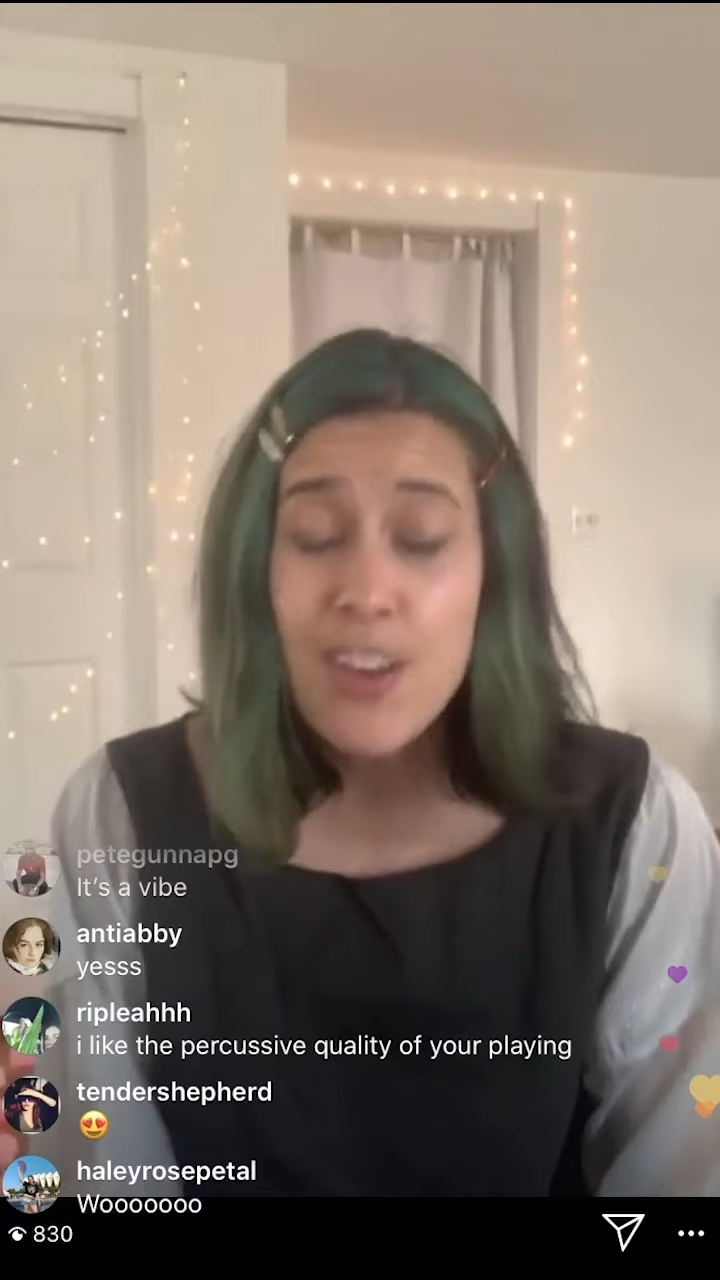 petegunnapg
It's a vibe
antiabby
yesss
ripleahhh
i like the percussive quality of your playing
tendershepherd
😍
haleyrosepetal
Wooooooo
830